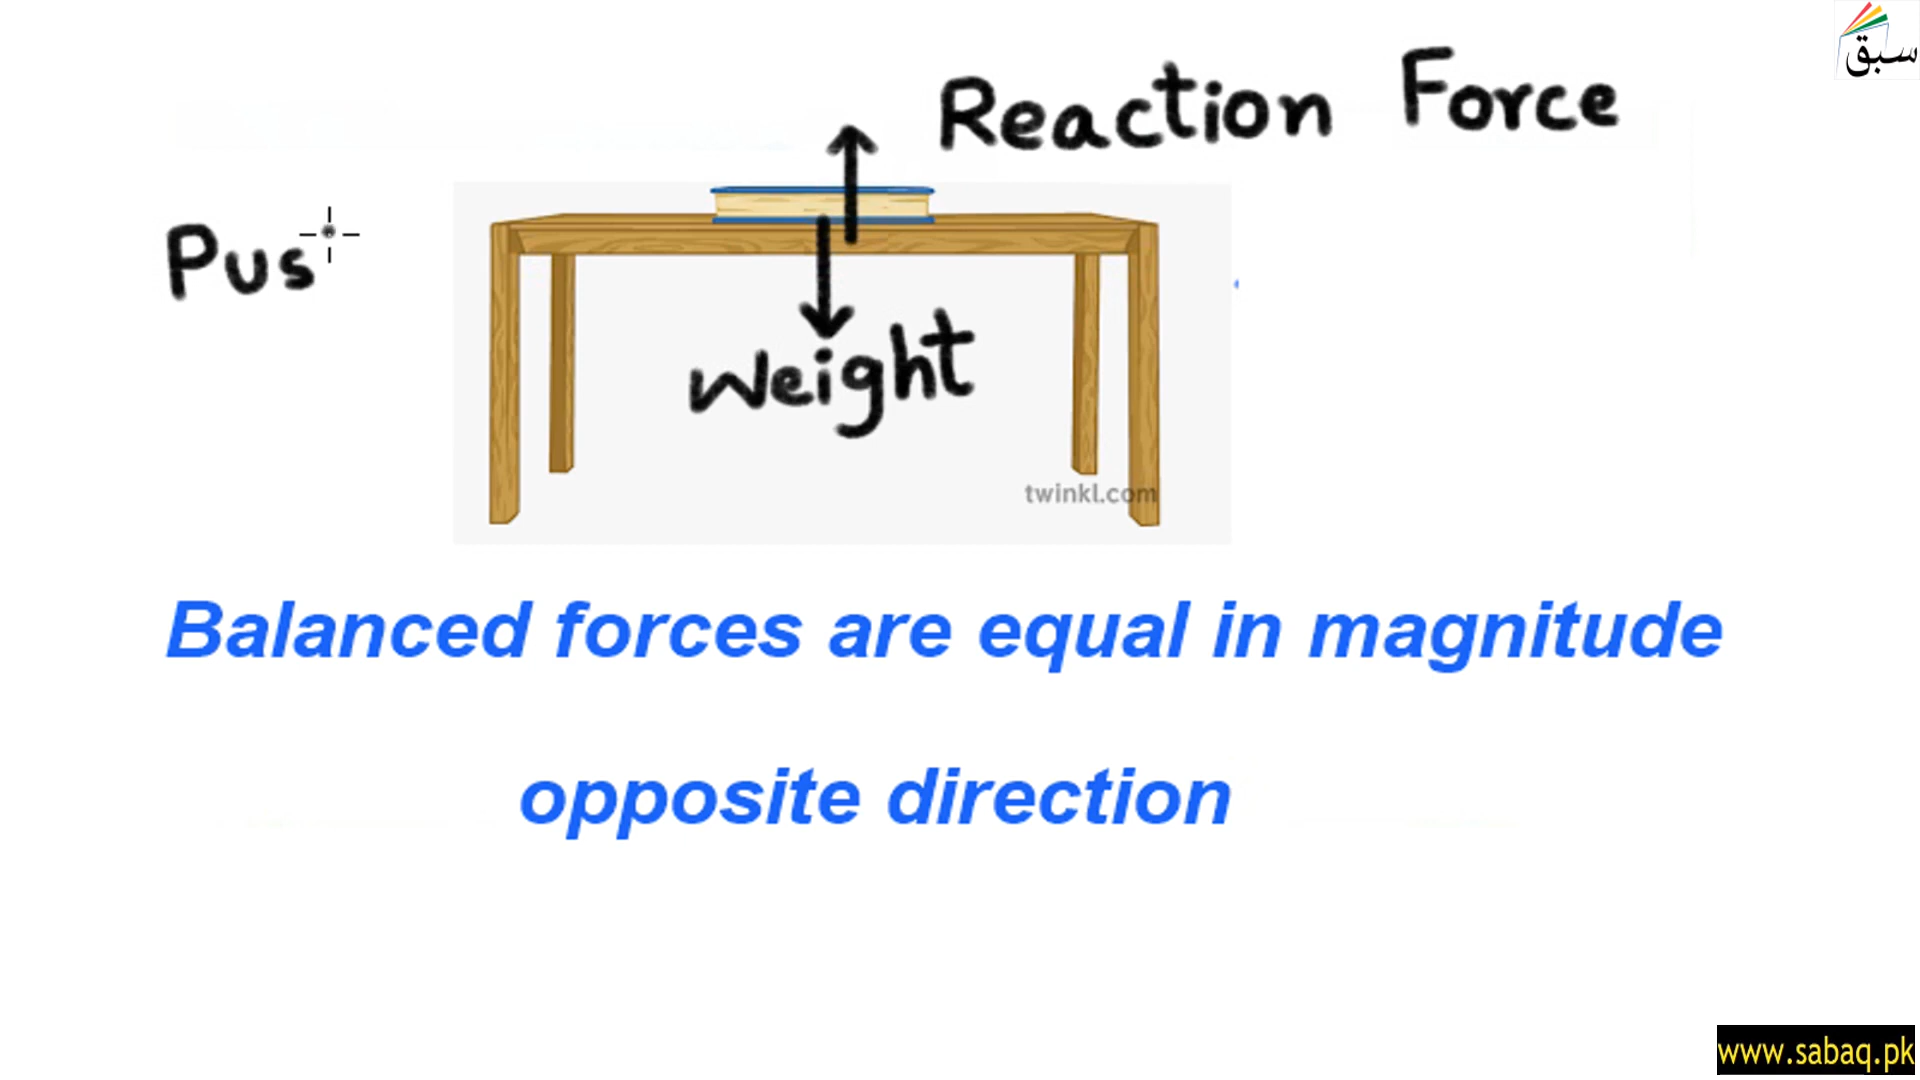 سبق
Reaction Force
Pus
Weight
twinkl.com
Balanced forces are equal in magnitude
opposite direction
www.sabaq.pk